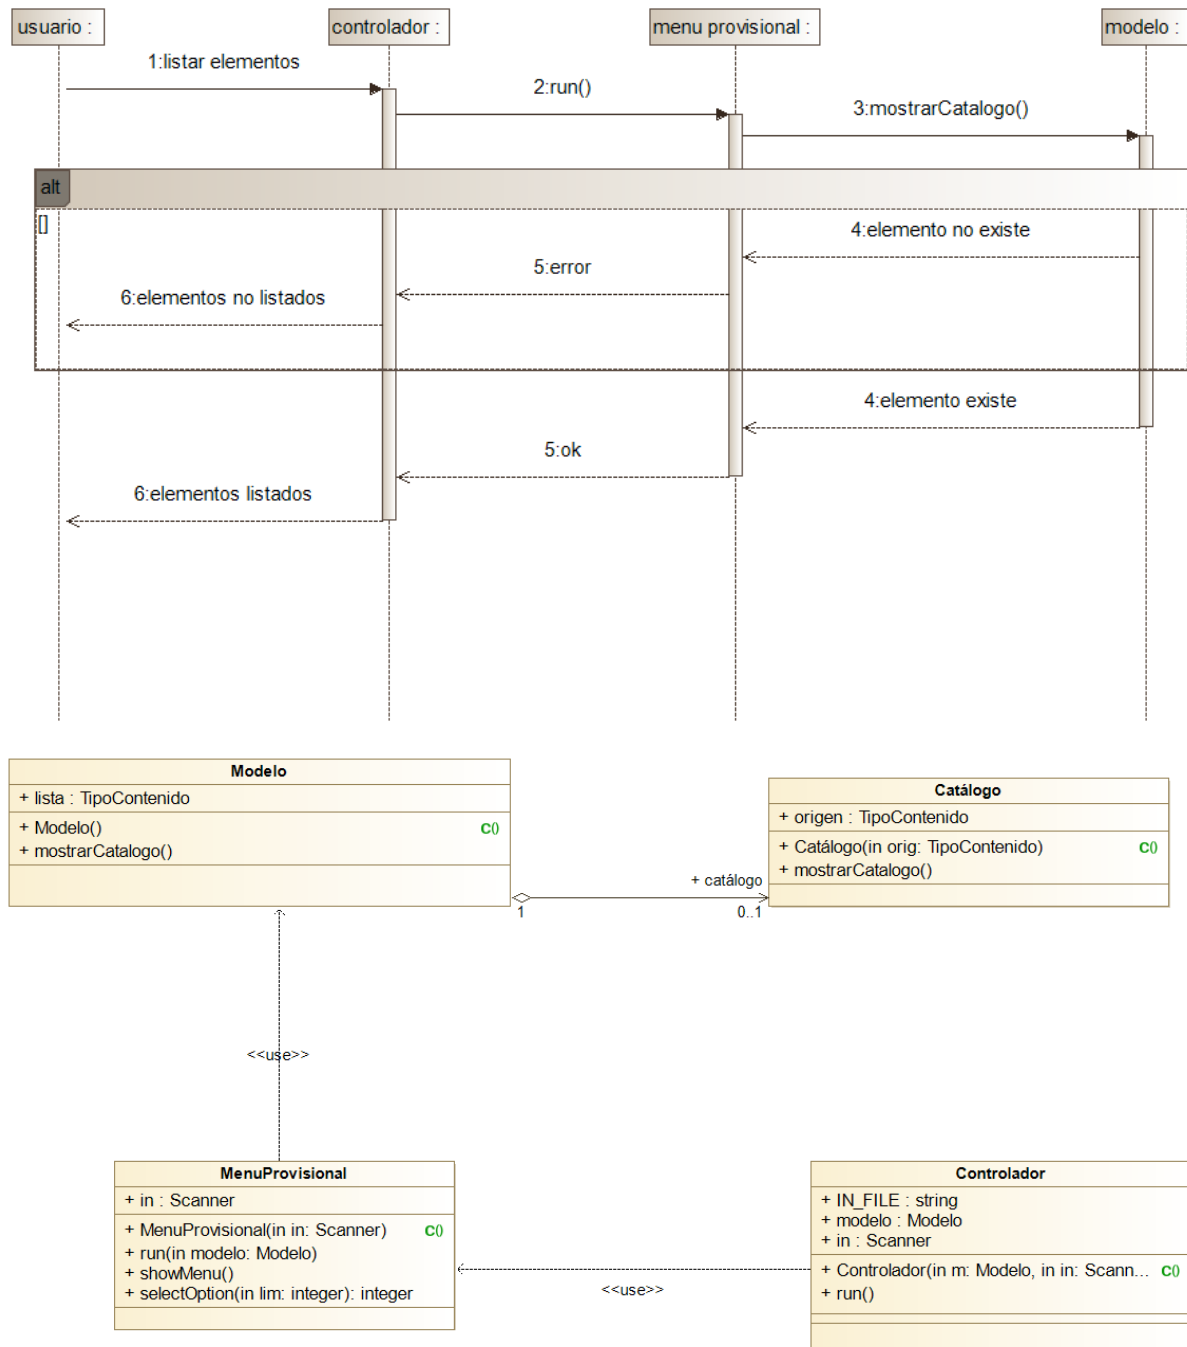 usuario :
controlador :
menu provisional :
modelo :
1:listar elementos
2:run()
3:mostrarCatalogo()
alt
[]
4:elemento no existe
5:error
6:elementos no listados
4:elemento existe
5:ok
6:elementos listados
Modelo
+ lista : TipoContenido
+ Modelo() C()
+ mostrarCatalogo()
Catálogo
+ origen : TipoContenido
+ Catálogo(in orig: TipoContenido) C()
+ mostrarCatalogo()
+ catálogo
1
0..1
<<use>>
MenuProvisional
+ in : Scanner
+ MenuProvisional(in in: Scanner) C()
+ run(in modelo: Modelo)
+ showMenu()
+ selectOption(in lim: integer): integer
<<use>>
Controlador
+ IN_FILE : string
+ modelo : Modelo
+ in : Scanner
+ Controlador(in m: Modelo, in in: Scann... C()
+ run()